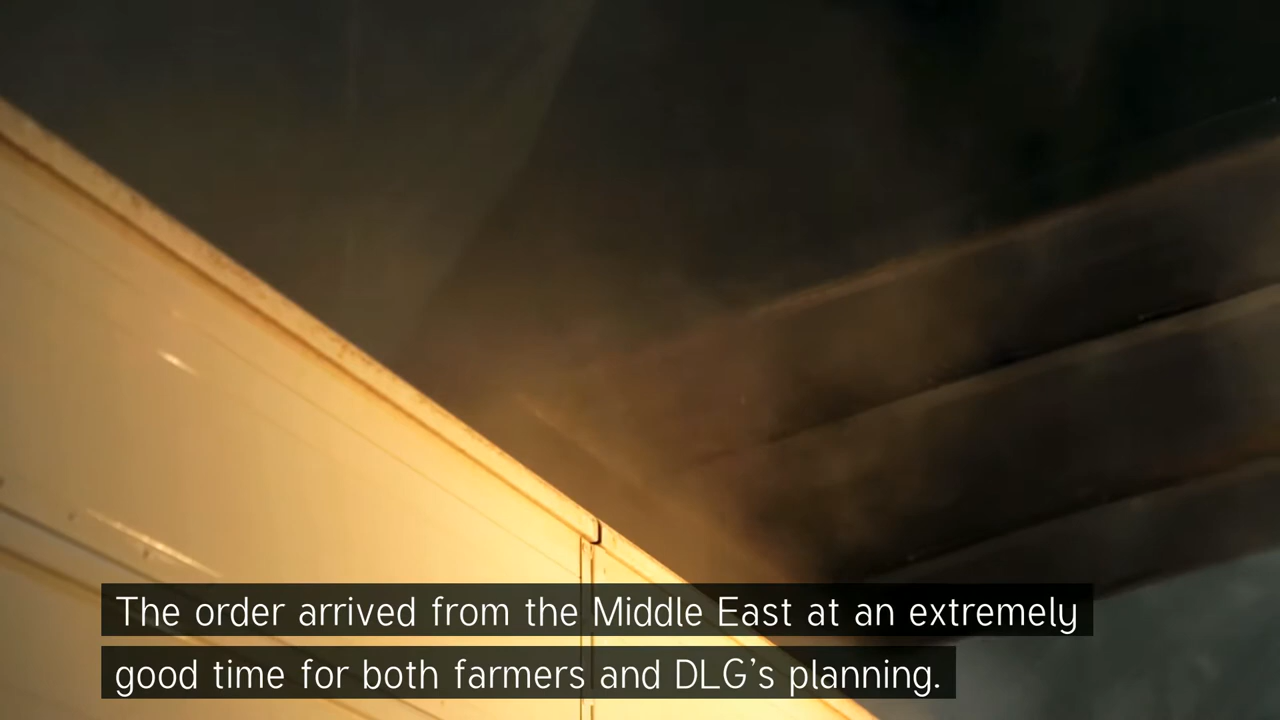 The order arrived from the Middle East at an extremely
good time for both farmers and DLG’s planning.